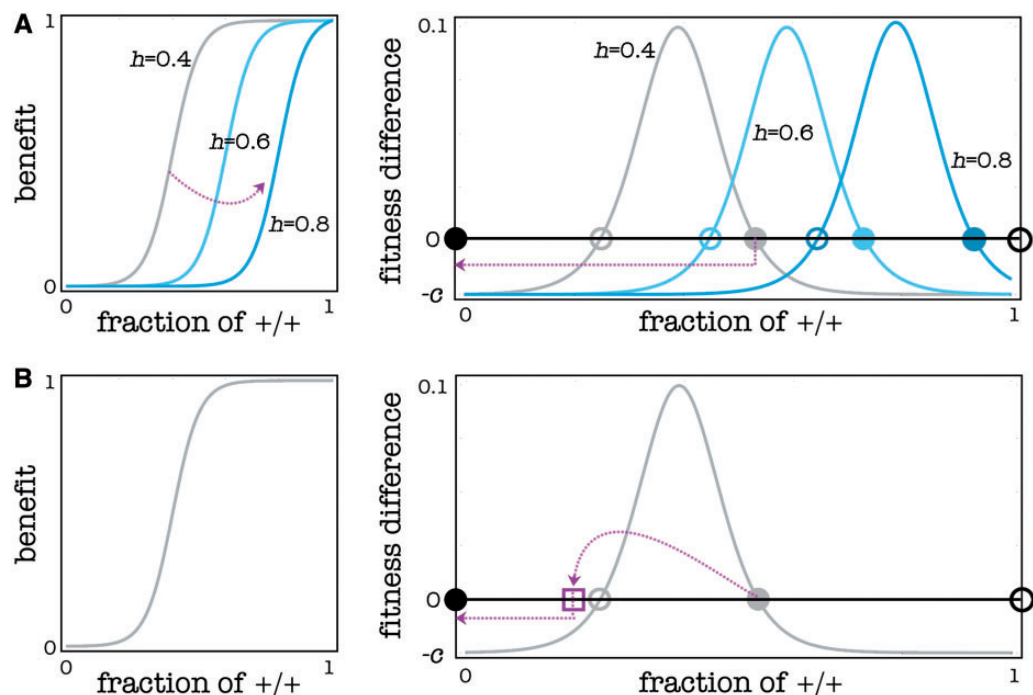 A
benefit
1
0
h=0.4
h=0.6
h=0.8
0
1
fraction of +/+
fitness difference
0.1
0
-c
h=0.4
h=0.6
h=0.8
0
1
fraction of +/+
B
benefit
1
0
0
1
fraction of +/+
fitness difference
0.1
0
-c
0
1
fraction of +/+